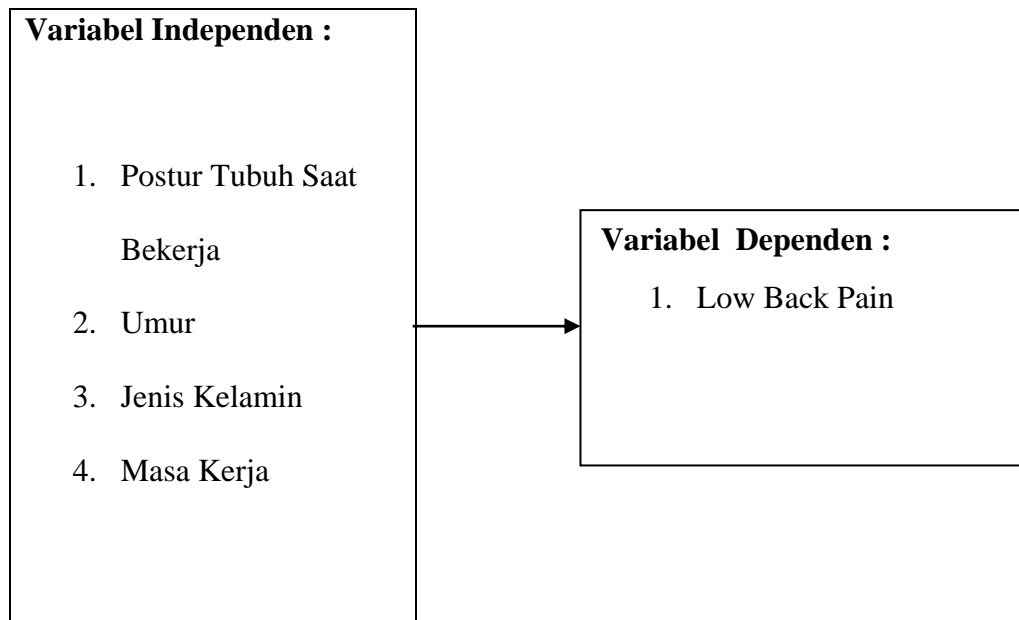 Variabel Independen :
1. Postur Tubuh Saat
Bekerja
2. Umur
3. Jenis Kelamin
4. Masa Kerja
Variabel Dependen :
1. Low Back Pain